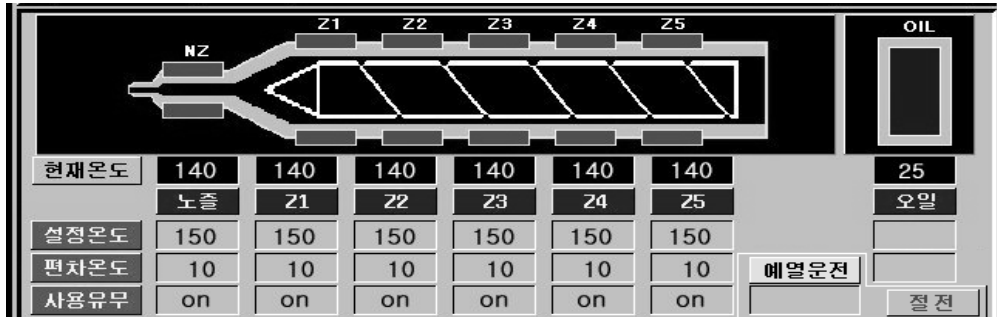 Z1 Z2 Z3 Z4 Z5 OIL
NZ
현재온도 140 140 140 140 140 140 25
노즐 Z1 Z2 Z3 Z4 Z5 오일
설정온도 150 150 150 150 150 150
편차온도 10 10 10 10 10 10 예열운전
사용유무 on on on on on on 절전